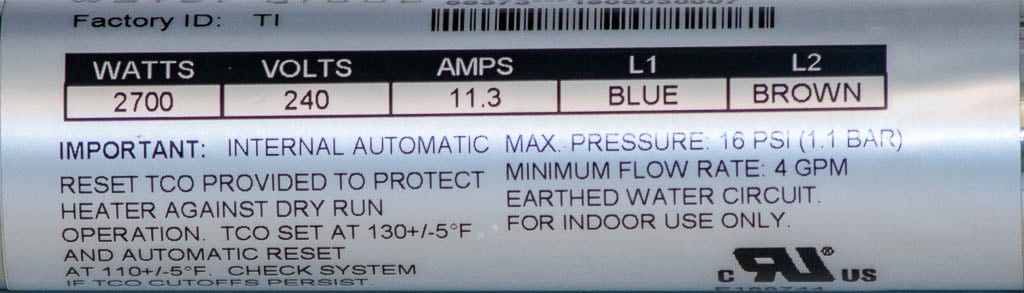 Factory ID: TI
WATTS VOLTS AMPS L1 L2
2700 240 11.3 BLUE BROWN
IMPORTANT: INTERNAL AUTOMATIC
RESET TCO PROVIDED TO PROTECT
HEATER AGAINST DRY RUN
OPERATION. TCO SET AT 130+/-5°F
AND AUTOMATIC RESET
AT 110+/-5°F. CHECK SYSTEM
IF TCO CUTOFFS PERSIST.
MAX. PRESSURE: 16 PSI (1.1 BAR)
MINIMUM FLOW RATE: 4 GPM
EARTHED WATER CIRCUIT.
FOR INDOOR USE ONLY.
C RU® US